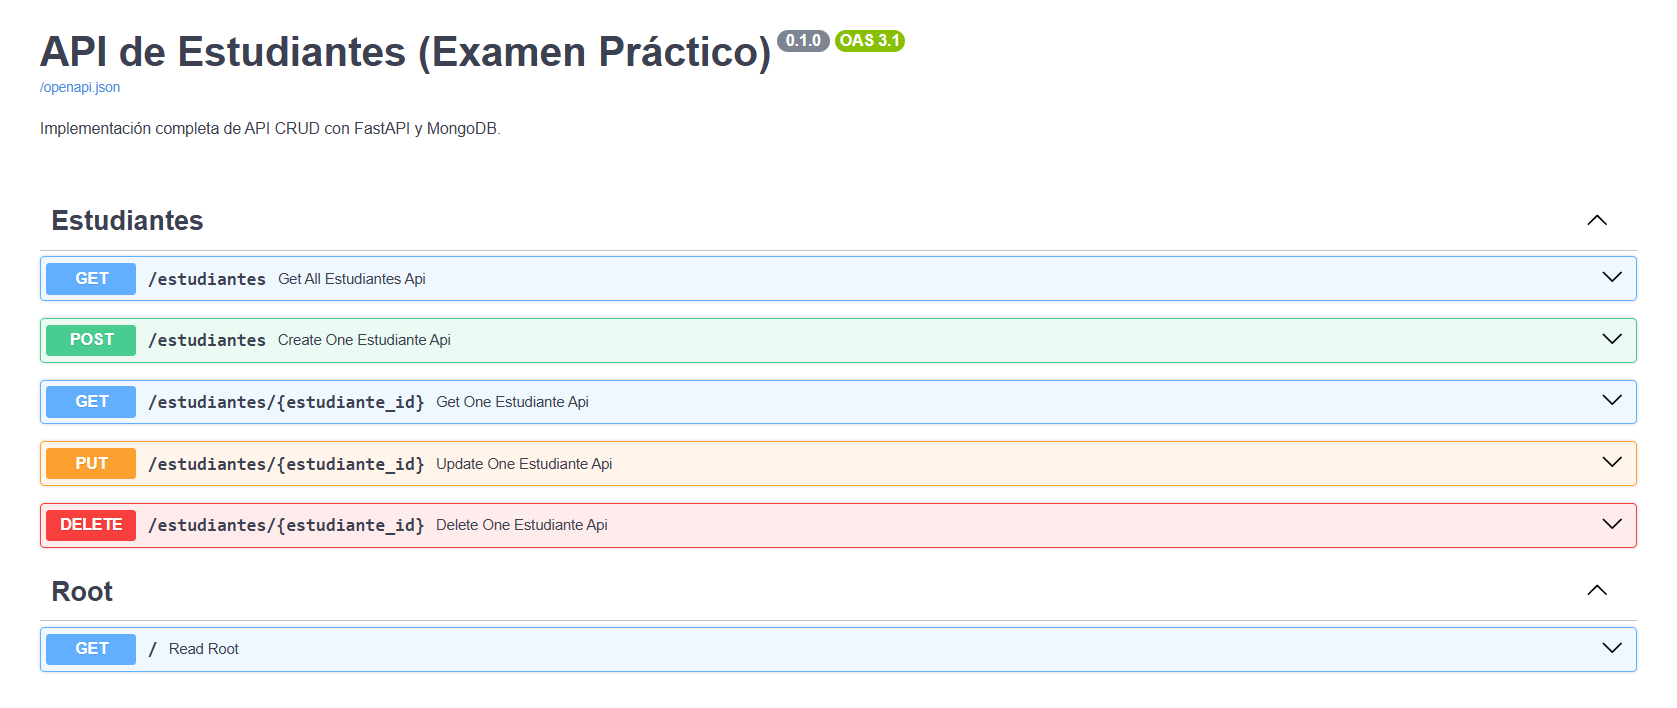 API de Estudiantes (Examen Práctico) 0.1.0 OAS 3.1
/openapi.json
Implementación completa de API CRUD con FastAPI y MongoDB.
Estudiantes
GET /estudiantes Get All Estudiantes Api
POST /estudiantes Create One Estudiante Api
GET /estudiantes/{estudiante_id} Get One Estudiante Api
PUT /estudiantes/{estudiante_id} Update One Estudiante Api
DELETE /estudiantes/{estudiante_id} Delete One Estudiante Api
Root
GET / Read Root